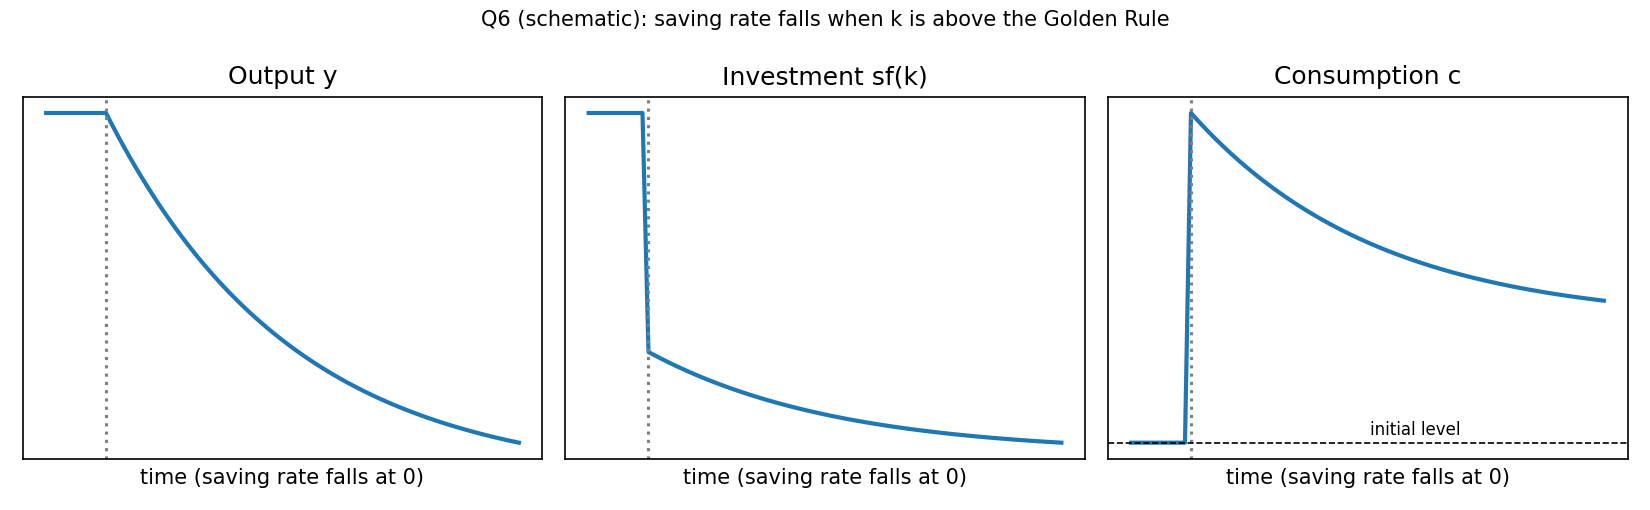 Q6 (schematic): saving rate falls when k is above the Golden Rule
Output y
Investment sf(k)
Consumption c
initial level
time (saving rate falls at 0)
time (saving rate falls at 0)
time (saving rate falls at 0)